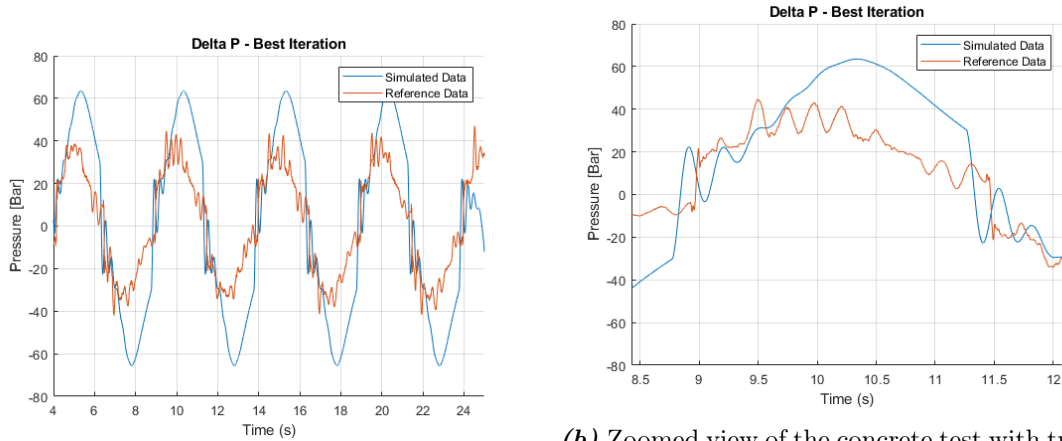 Delta P - Best Iteration
Simulated Data
Reference Data
80
60
40
20
0
-20
-40
-60
-80
Pressure [Bar]
4 6 8 10 12 14 16 18 20 22 24
Time (s)
Delta P - Best Iteration
Simulated Data
Reference Data
80
60
40
20
0
-20
-40
-60
-80
Pressure [Bar]
8.5 9 9.5 10 10.5 11 11.5 12
Time (s)
(b) Zoomed view of the concrete test with